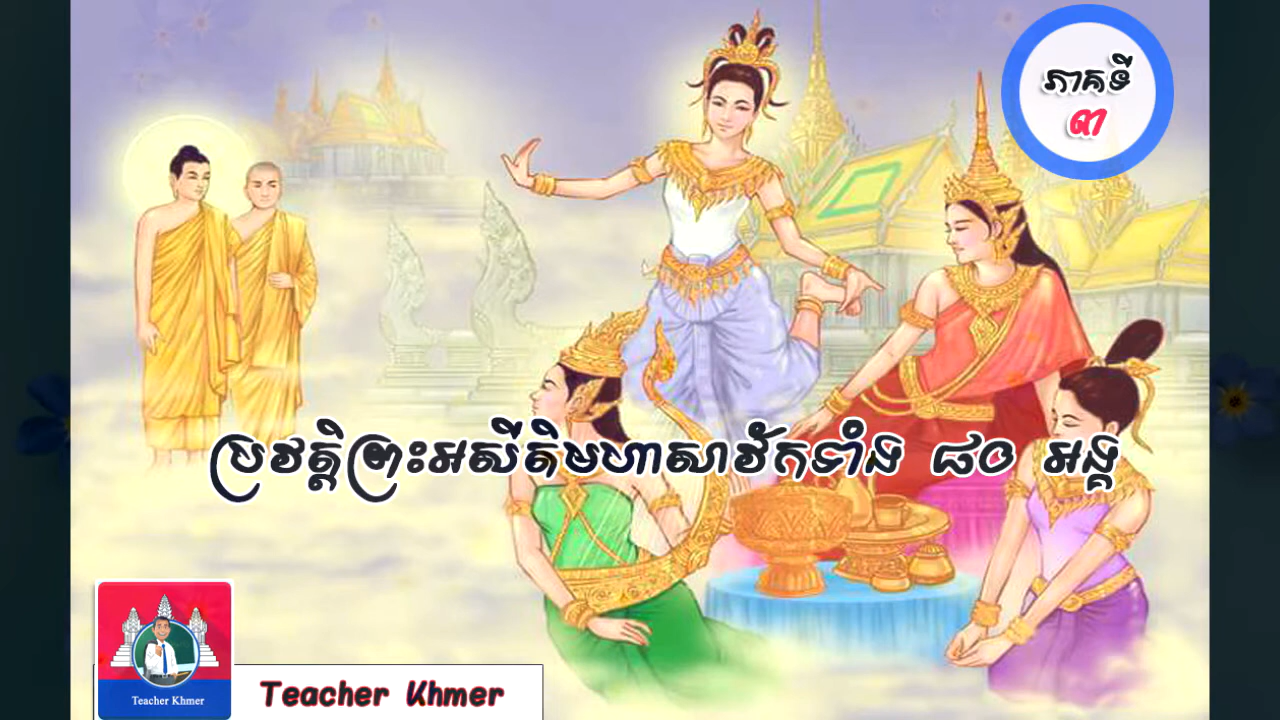 ភាគទី
៣
ប្រវត្តិព្រះអសីតិមហាសាវ័កទាំង ៨០ អង្គ
Teacher Khmer
Teacher Khmer